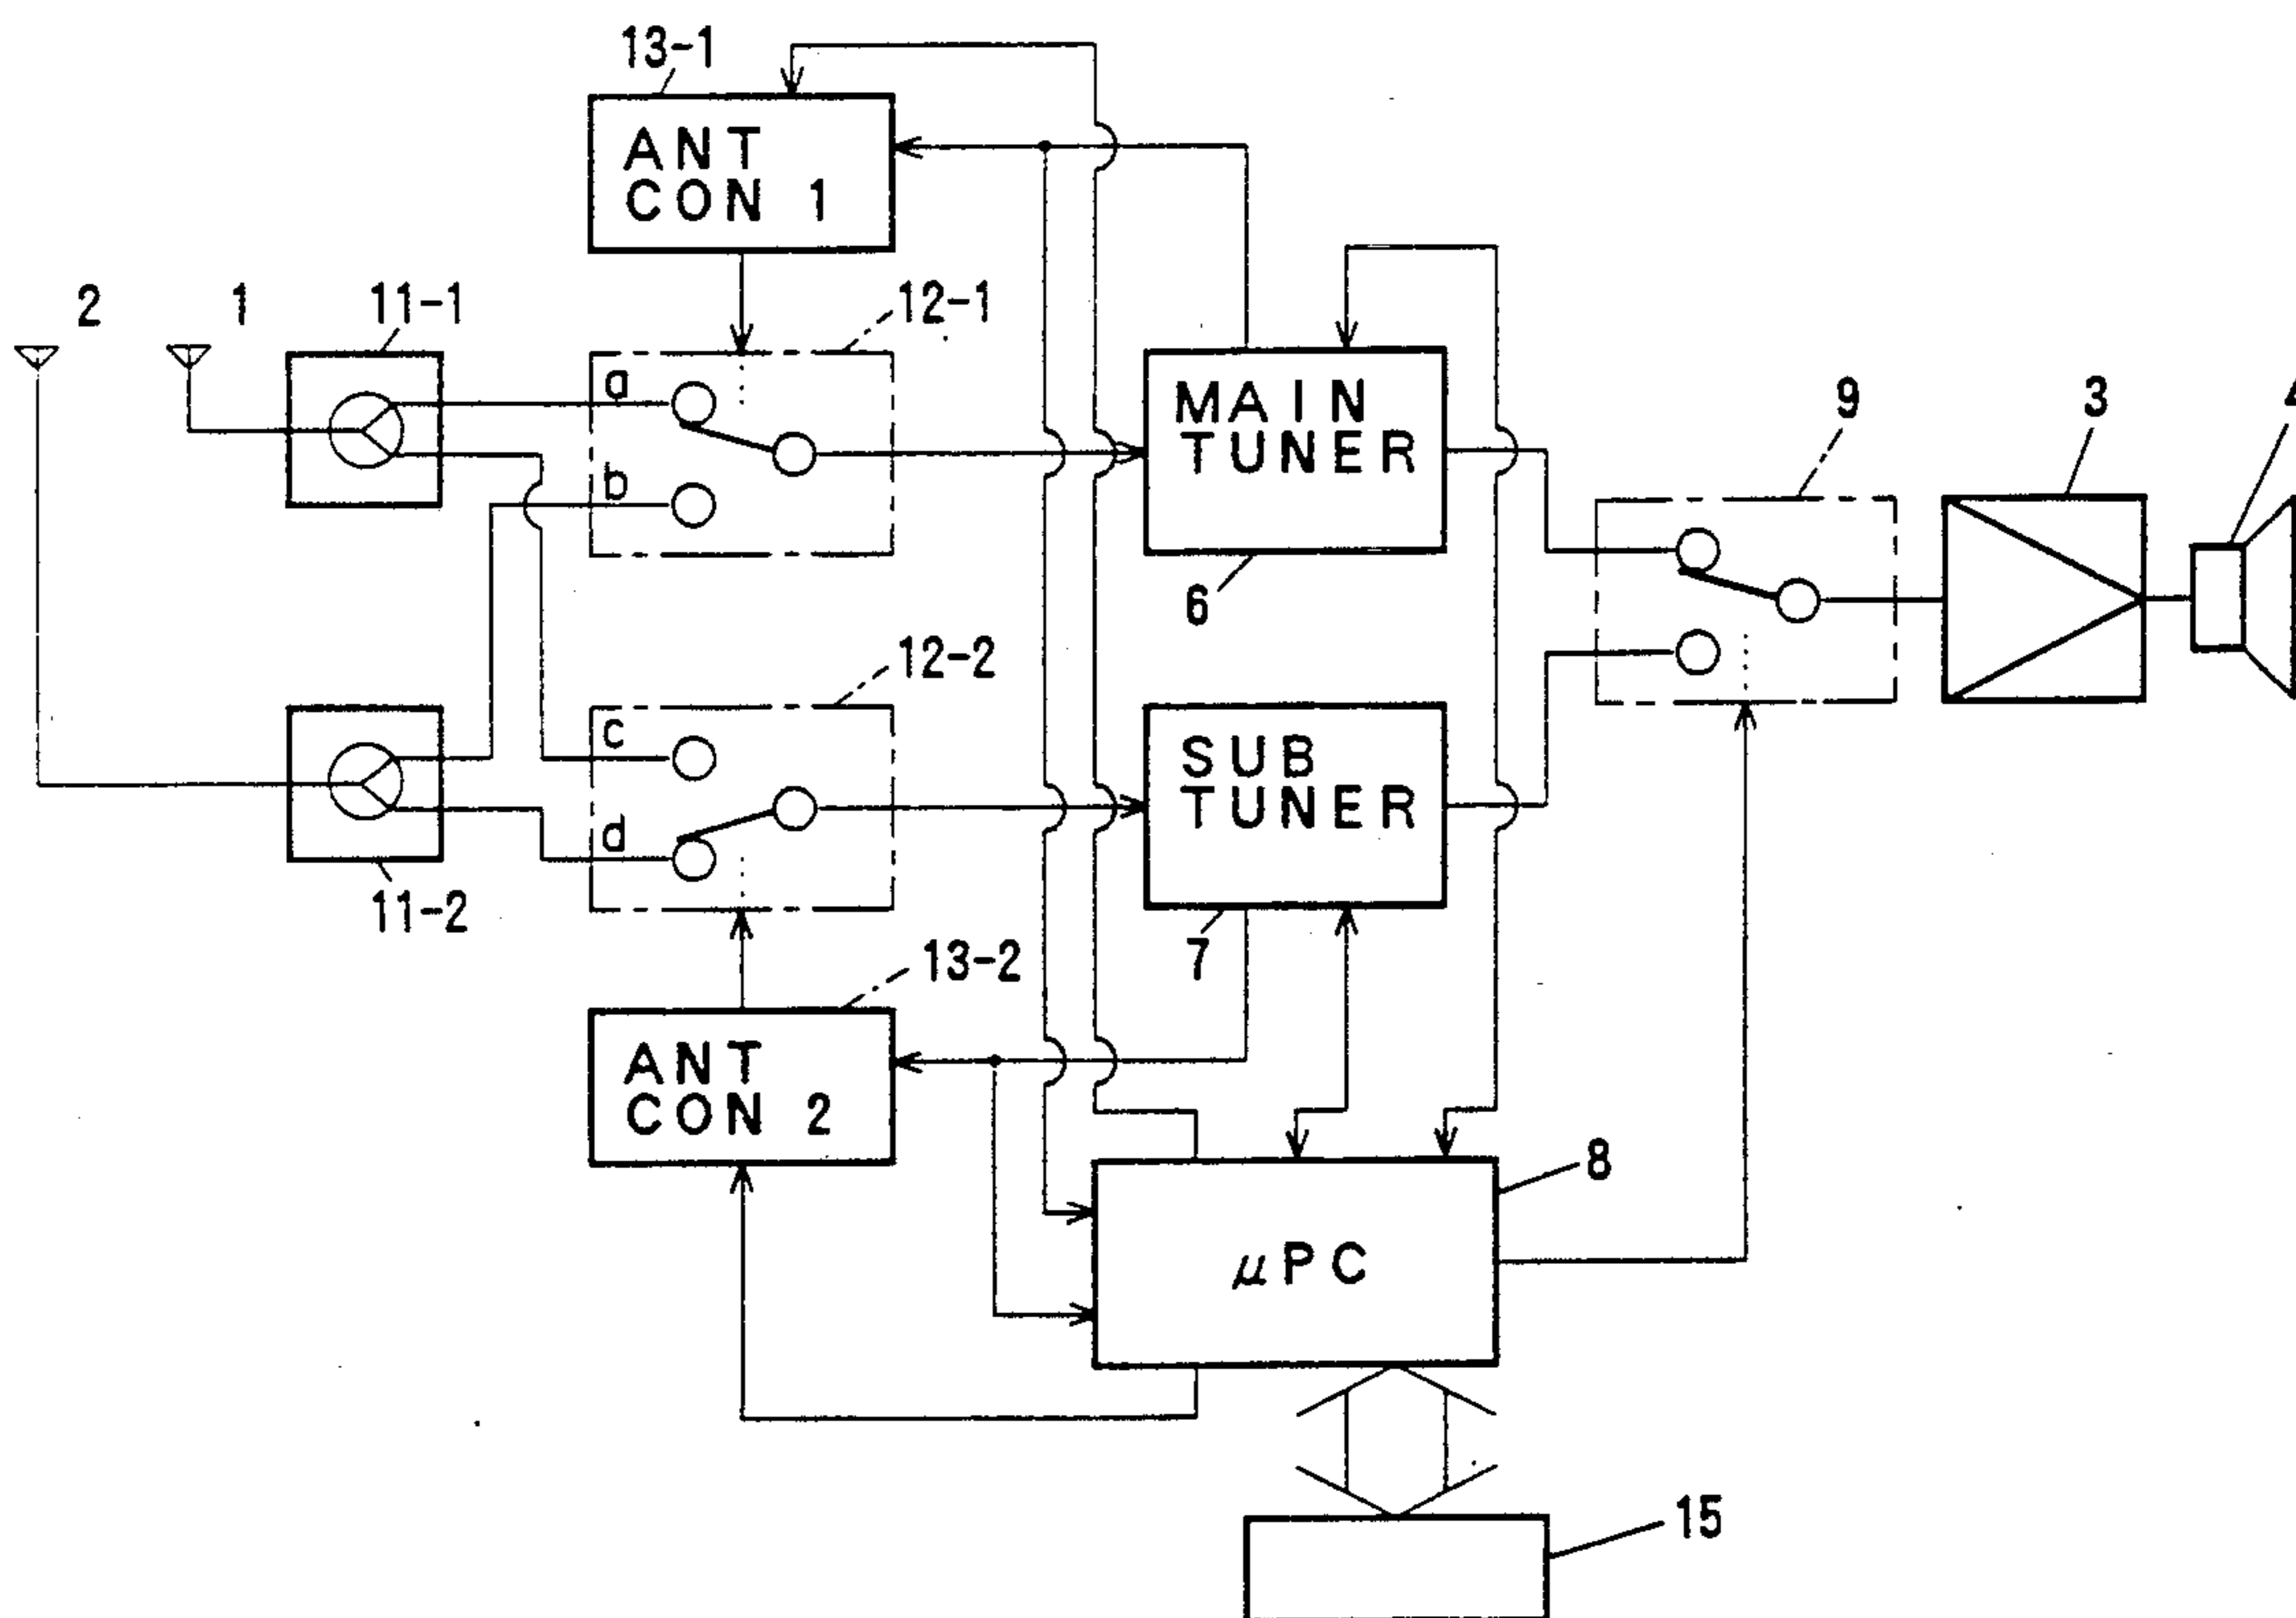 13-1
ANT
CON 1
2
1
11-1
12-1
a
b
MAIN
TUNER
6
9
3
4
12-2
c
d
SUB
TUNER
7
11-2
13-2
ANT
CON 2
8
μPC
15